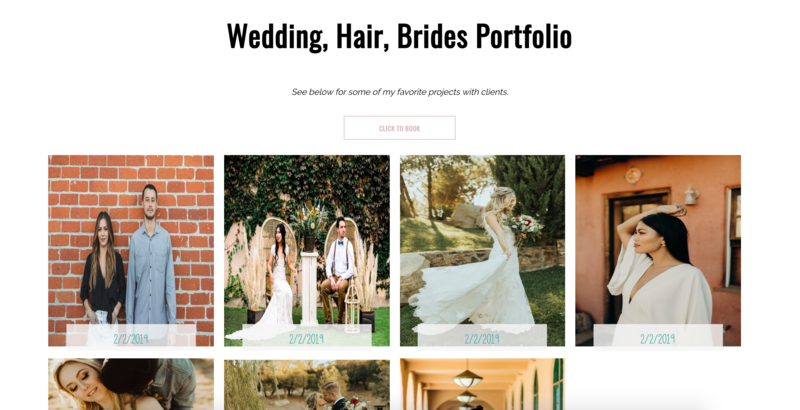 Wedding, Hair, Brides Portfolio
See below for some of my favorite projects with clients.
CLICK TO BOOK
2/2/2019
2/2/2019
2/2/2019
2/2/2019